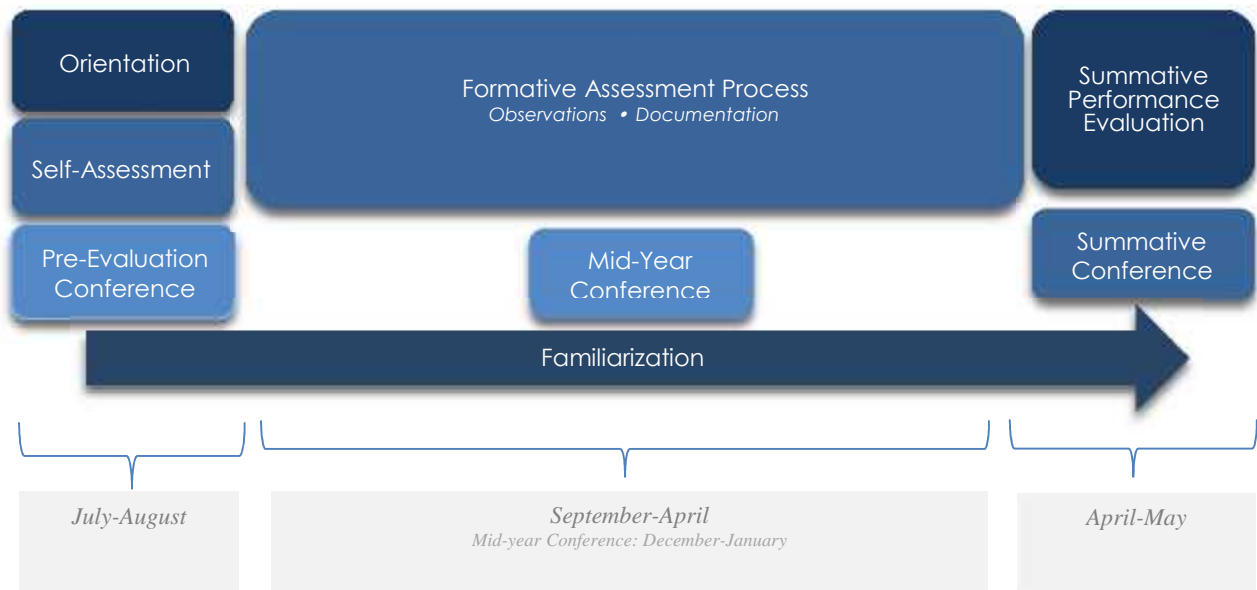 Orientation
Self-Assessment
Pre-Evaluation
Conference
Formative Assessment Process
Observations • Documentation
Mid-Year
Conference
Summative
Performance
Evaluation
Summative
Conference
Familiarization
July-August
September-April
Mid-year Conference: December-January
April-May